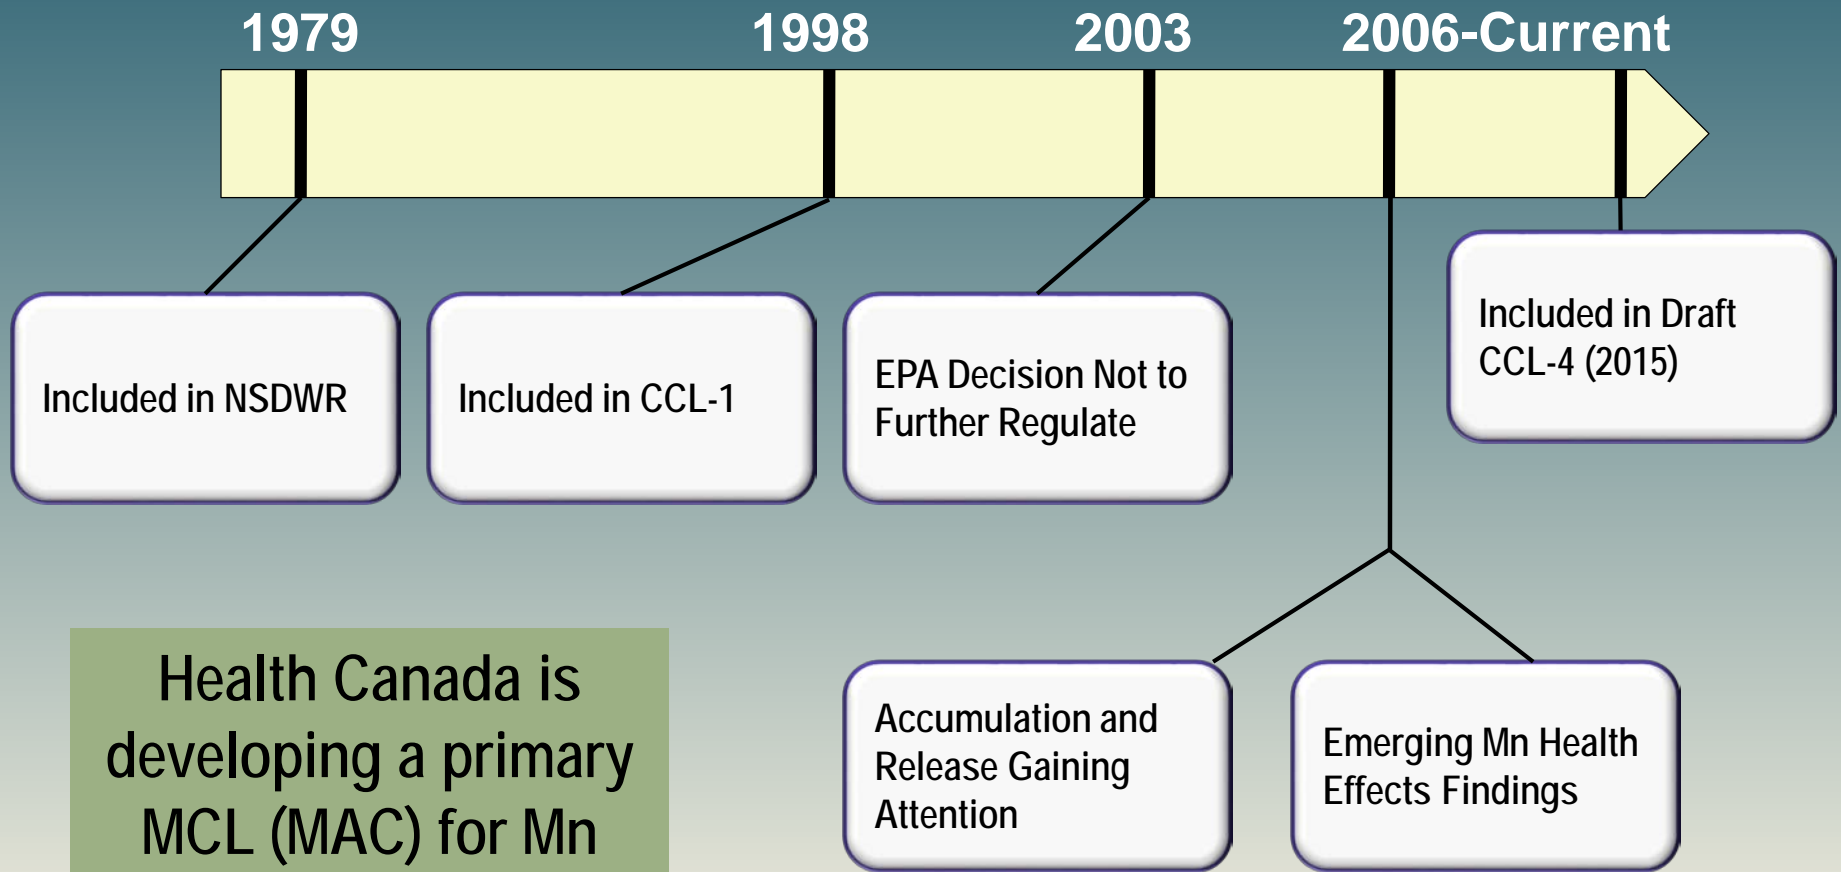 1979
1998
2003
2006-Current
Included in NSDWR
Included in CCL-1
EPA Decision Not to
Further Regulate
Included in Draft
CCL-4 (2015)
Health Canada is
developing a primary
MCL (MAC) for Mn
Accumulation and
Release Gaining
Attention
Emerging Mn Health
Effects Findings